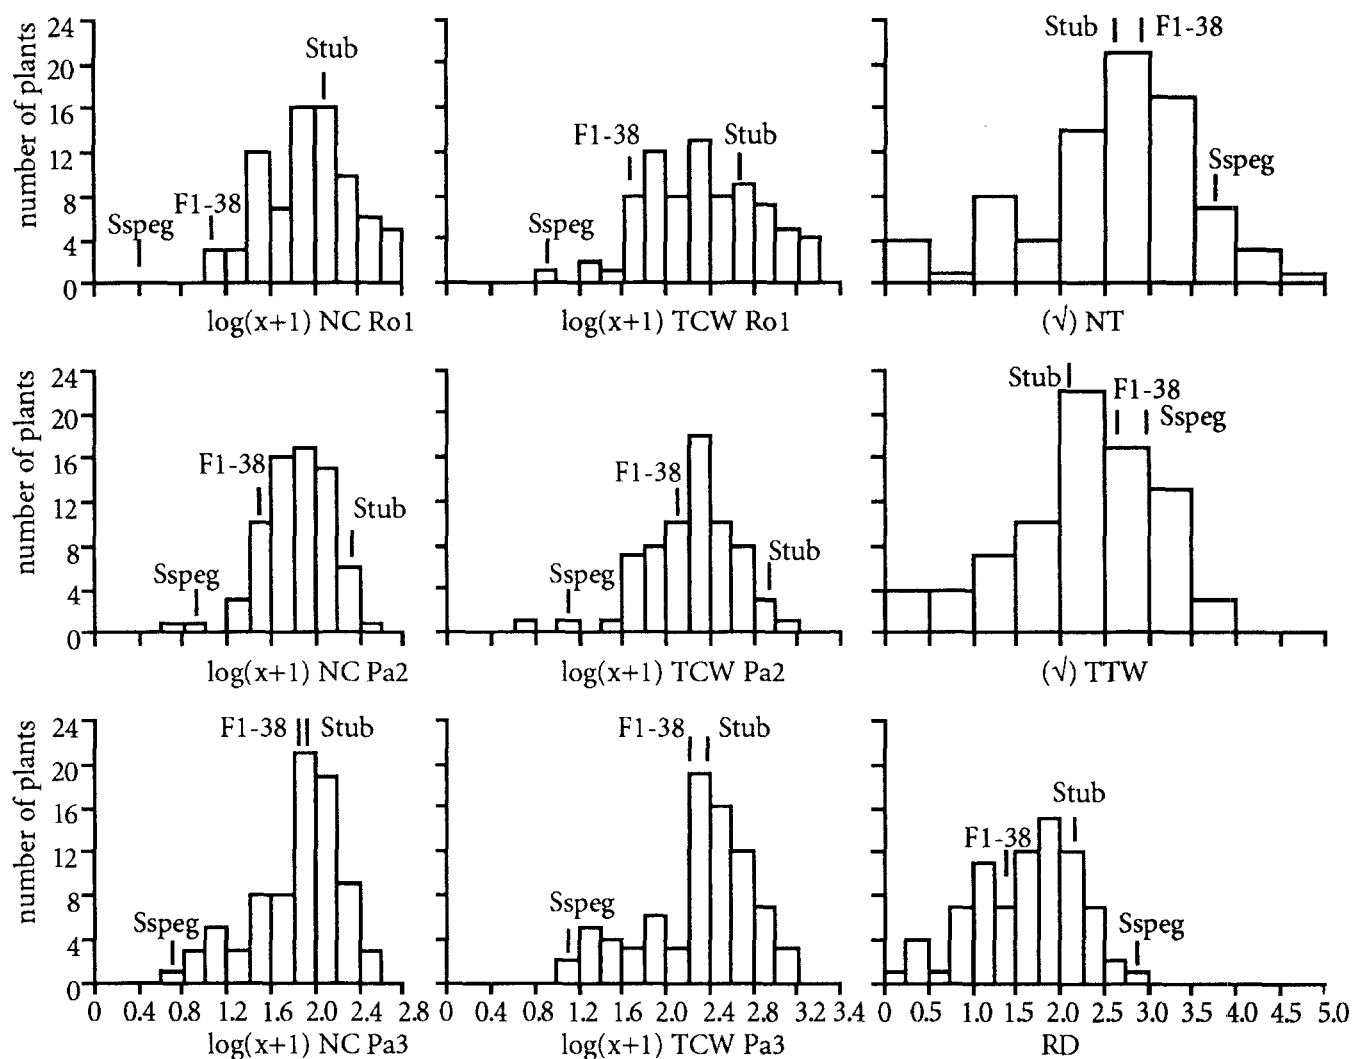 24
20
16
12
8
4
0
number of plants
Stub
F1-38
Sspeg
log(x+1) NC Ro1
F1-38
Stub
Sspeg
log(x+1) TCW Ro1
Stub
F1-38
Sspeg
(√) NT
24
20
16
12
8
4
0
number of plants
F1-38
Stub
Sspeg
log(x+1) NC Pa2
F1-38
Stub
Sspeg
log(x+1) TCW Pa2
Stub
F1-38
Sspeg
(√) TTW
24
20
16
12
8
4
0
number of plants
F1-38 Stub
Sspeg
0 0.4 0.8 1.2 1.6 2.0 2.4 2.8
log(x+1) NC Pa3
F1-38 Stub
Sspeg
0 0.4 0.8 1.2 1.6 2.0 2.4 2.8 3.2 3.4
log(x+1) TCW Pa3
Stub
F1-38
Sspeg
0 0.5 1.0 1.5 2.0 2.5 3.0 3.5 4.0 4.5 5.0
RD